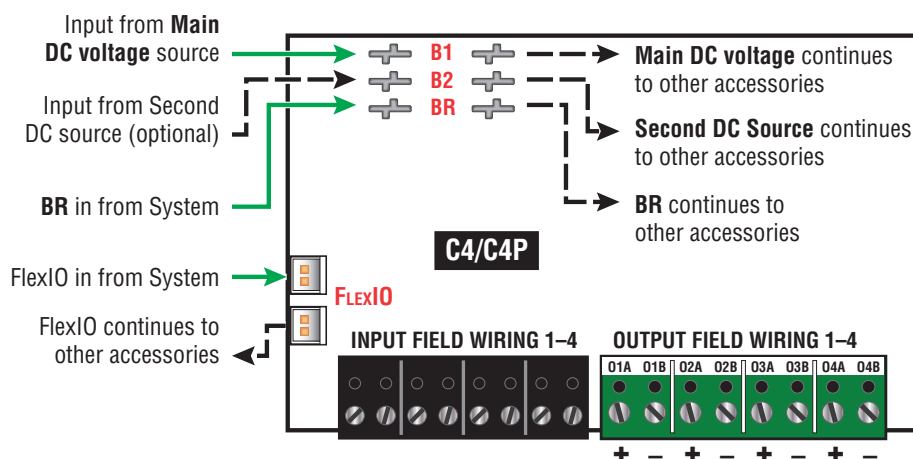 Input from Main
DC voltage source
Input from Second
DC source (optional)
BR in from System
FlexIO in from System
FlexIO continues to
other accessories
B1
B2
BR
Main DC voltage continues
to other accessories
Second DC Source continues
to other accessories
BR continues to
other accessories
C4/C4P
FLEXIO
INPUT FIELD WIRING 1–4
OUTPUT FIELD WIRING 1–4
O1A O1B O2A O2B O3A O3B O4A O4B
+ – + – + – + –